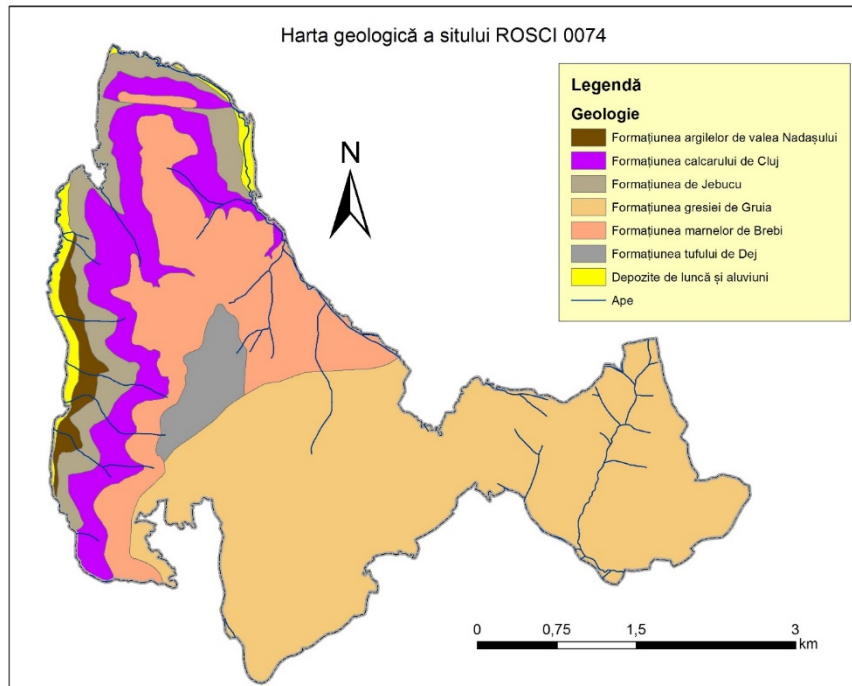 Harta geologică a sitului ROSCI 0074
Legendă
Geologie
Formațiunea argilelor de valea Nadașului
Formațiunea calcarului de Cluj
Formațiunea de Jebucu
Formațiunea gresiei de Gruia
Formațiunea marnelor de Brebi
Formațiunea tufului de Dej
Depozite de luncă și aluviuni
Ape
N
0 0,75 1,5 3
km